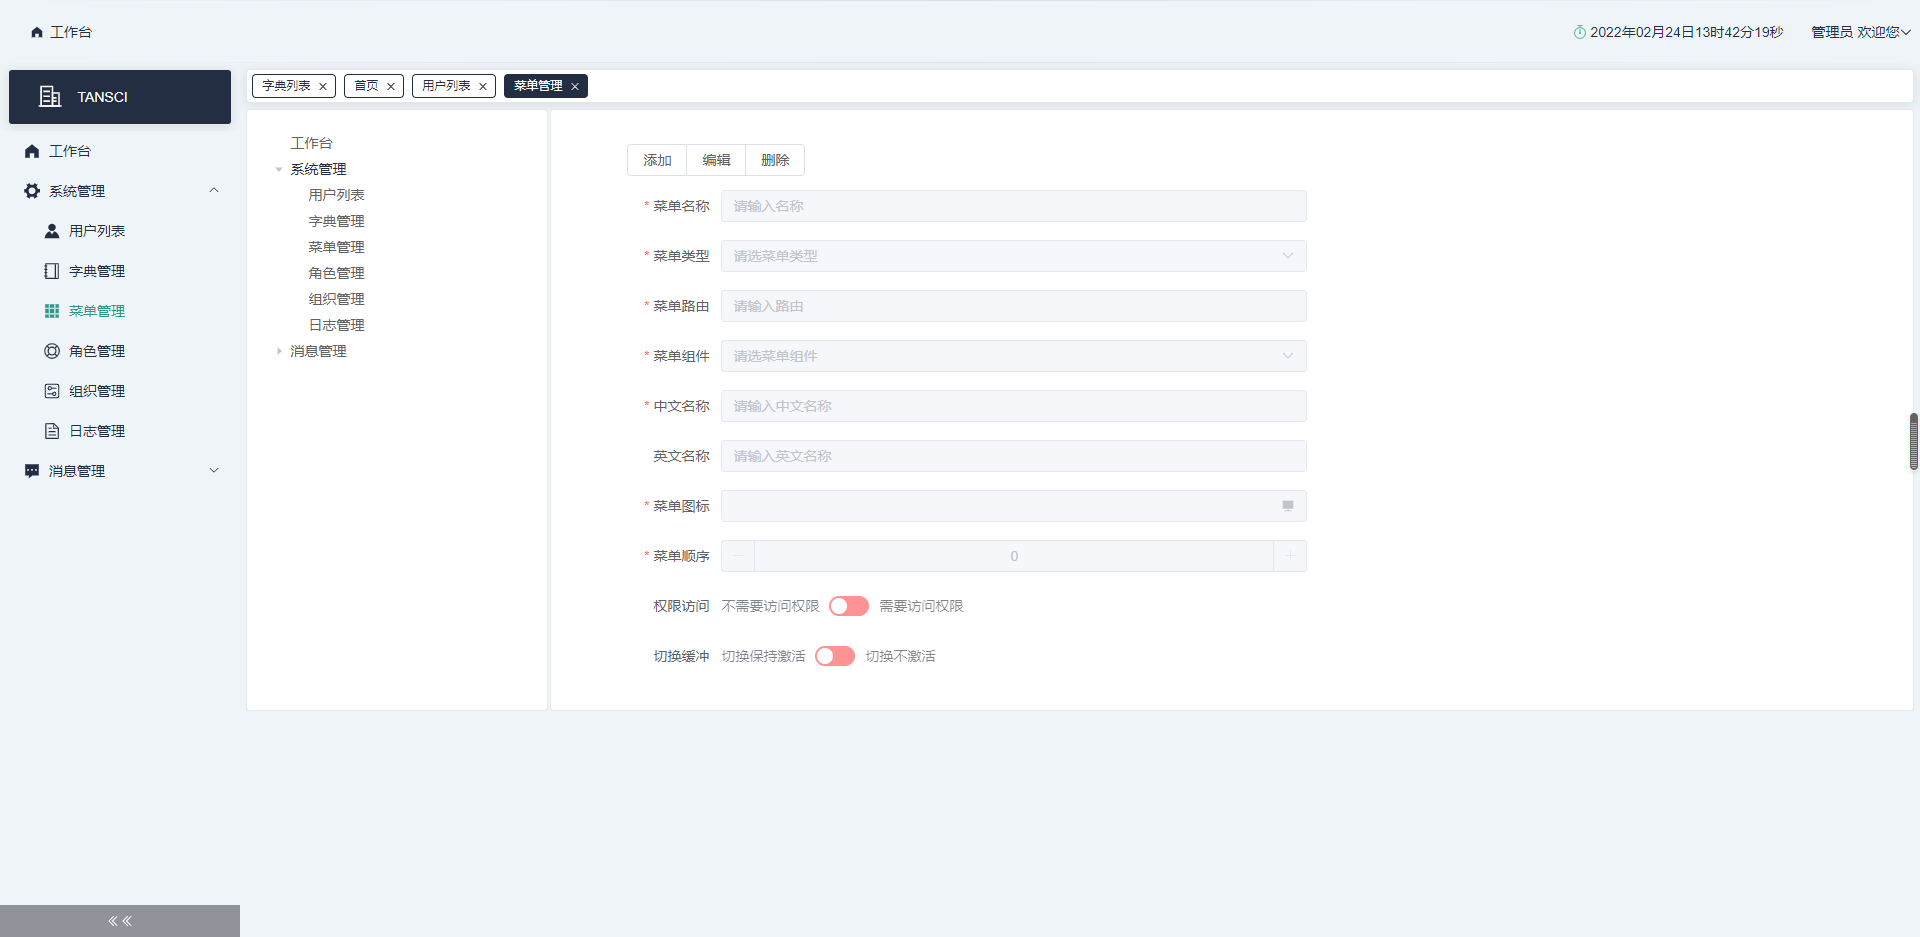 工作台
2022年02月24日13时42分19秒 管理员 欢迎您
TANSCI
工作台
系统管理
用户列表
字典管理
菜单管理
角色管理
组织管理
日志管理
消息管理
字典列表 首页 用户列表 菜单管理
工作台
系统管理
用户列表
字典管理
菜单管理
角色管理
组织管理
日志管理
消息管理
添加 编辑 删除
* 菜单名称 请输入名称
* 菜单类型 请选菜单类型
* 菜单路由 请输入路由
* 菜单组件 请选菜单组件
* 中文名称 请输入中文名称
英文名称 请输入英文名称
* 菜单图标
* 菜单顺序 0
权限访问 不需要访问权限 需要访问权限
切换缓冲 切换保持激活 切换不激活